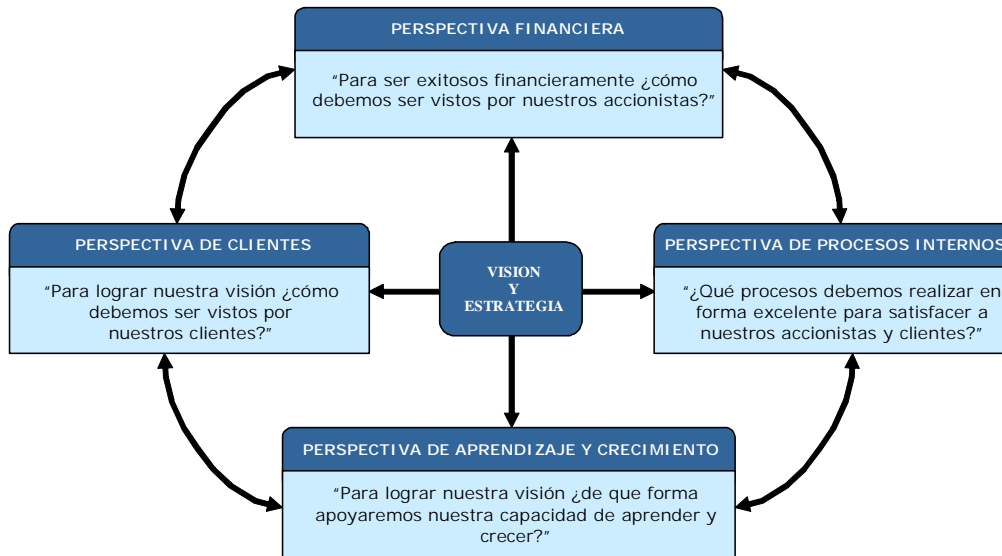 PERSPECTIVA FINANCIERA
“Para ser exitosos financieramente ¿cómo
debemos ser vistos por nuestros accionistas?”
PERSPECTIVA DE CLIENTES
“Para lograr nuestra visión ¿cómo
debemos ser vistos por
nuestros clientes?”
VISION
Y
ESTRATEGIA
PERSPECTIVA DE PROCESOS INTERNOS
“¿Qué procesos debemos realizar en
forma excelente para satisfacer a
nuestros accionistas y clientes?”
PERSPECTIVA DE APRENDIZAJE Y CRECIMIENTO
“Para lograr nuestra visión ¿de que forma
apoyaremos nuestra capacidad de aprender y
crecer?”